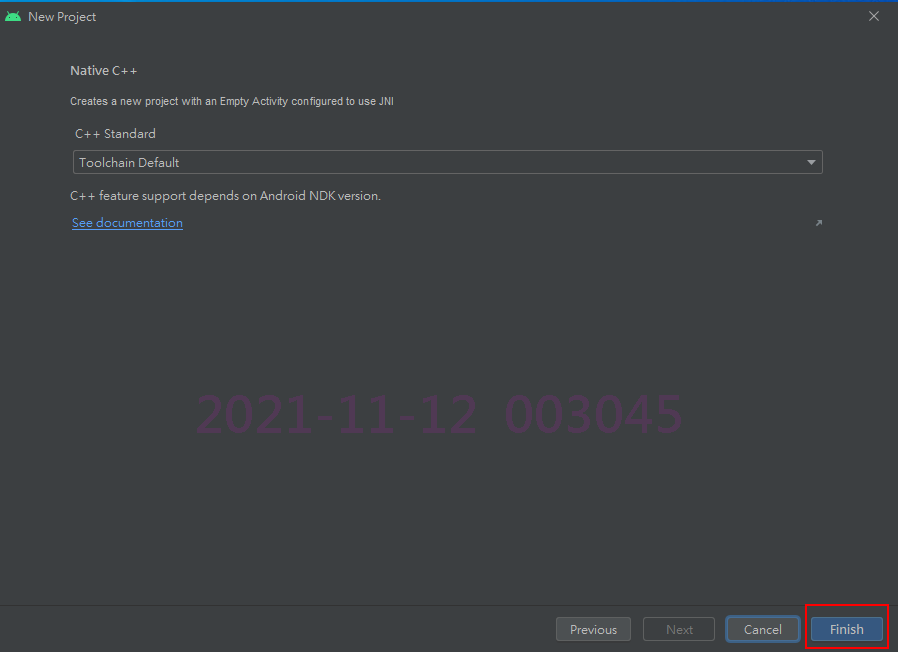 New Project
Native C++
Creates a new project with an Empty Activity configured to use JNI
C++ Standard
Toolchain Default
C++ feature support depends on Android NDK version.
See documentation
2021-11-12 003045
Previous
Next
Cancel
Finish